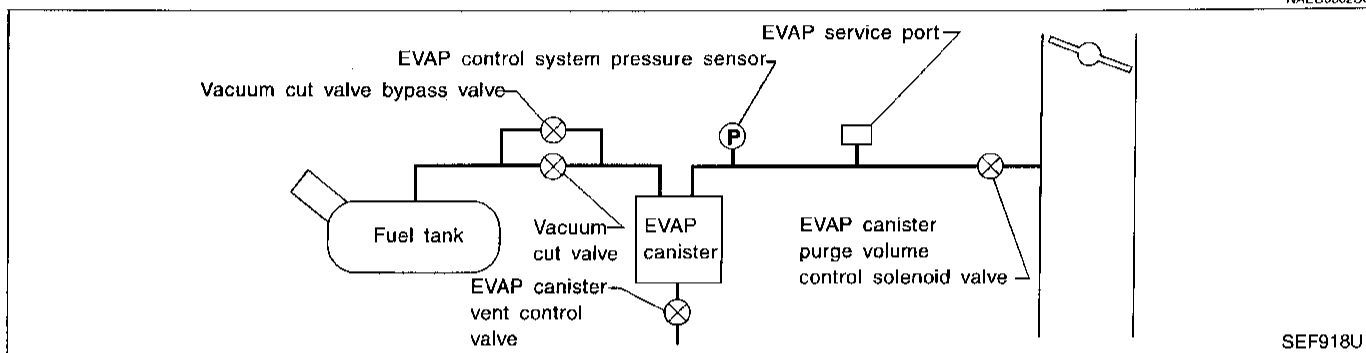 EVAP service port
EVAP control system pressure sensor
Vacuum cut valve bypass valve
P
Fuel tank
Vacuum
cut valve
EVAP
canister
EVAP canister
purge volume
control solenoid valve
EVAP canister
vent control
valve
SEF918U